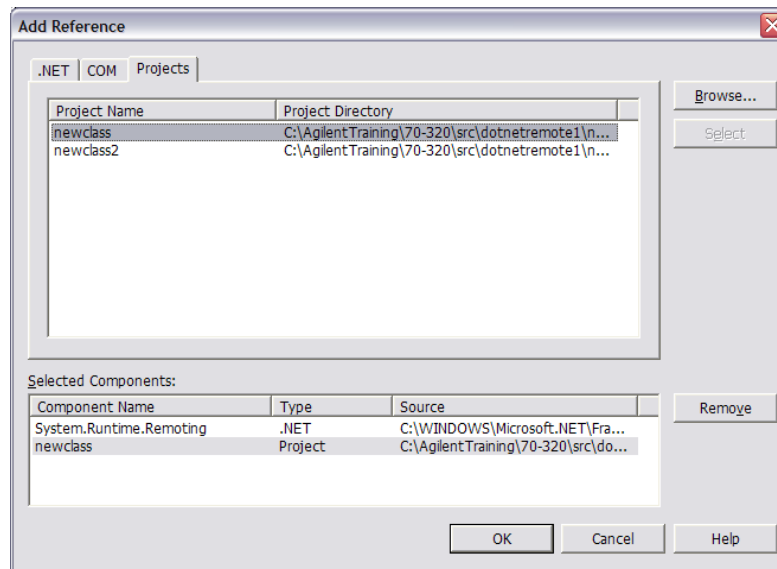 Add Reference
.NET COM Projects
Browse...
Select
Project Name Project Directory
newclass C:\AgilentTraining\70-320\src\dotnetremote1\n...
newclass2 C:\AgilentTraining\70-320\src\dotnetremote1\n...
Selected Components:
Component Name Type Source
Remove
System.Runtime.Remoting .NET C:\WINDOWS\Microsoft.NET\Fra...
newclass Project C:\AgilentTraining\70-320\src\do...
OK Cancel Help